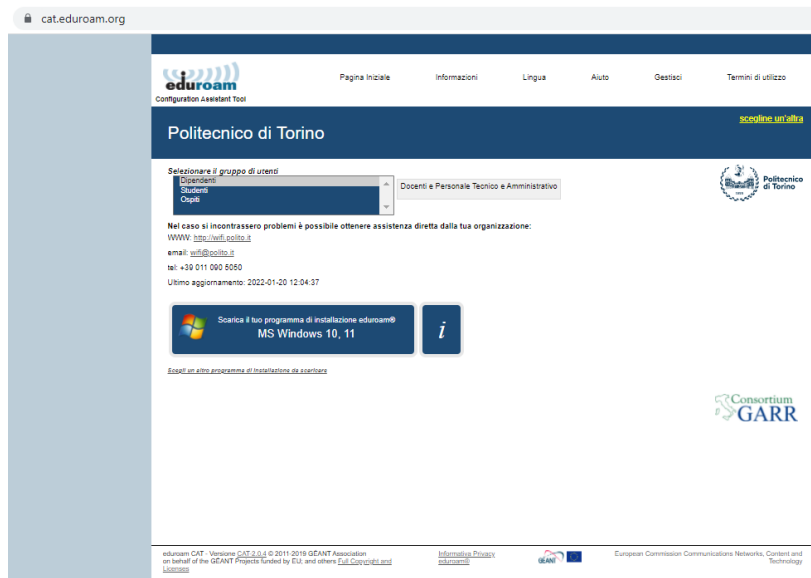 cat.eduroam.org
eduroam
Configuration Assistant Tool
Pagina Iniziale Informazioni Lingua Aiuto Gestisci Termini di utilizzo
scegline un'altra
Politecnico di Torino
Selezionare il gruppo di utenti
Dipendenti
Studenti
Ospiti
Docenti e Personale Tecnico e Amministrativo
Politecnico
di Torino
Nel caso si incontrassero problemi è possibile ottenere assistenza diretta dalla tua organizzazione:
WWW: http://wifi.polito.it
email: wifi@polito.it
tel: +39 011 090 5050
Ultimo aggiornamento: 2022-01-20 12:04:37
Scarica il tuo programma di installazione eduroam®
MS Windows 10, 11
i
Scegli un altro programma di installazione da scaricare
Consortium
GARR
eduroam CAT - Versione CAT 2.0.4 © 2011-2019 GÉANT Association
on behalf of the GÉANT Projects funded by EU; and others Full Copyright and
Licenses
Informativa Privacy
eduroam®
GÉANT
European Commission Communications Networks, Content and
Technology